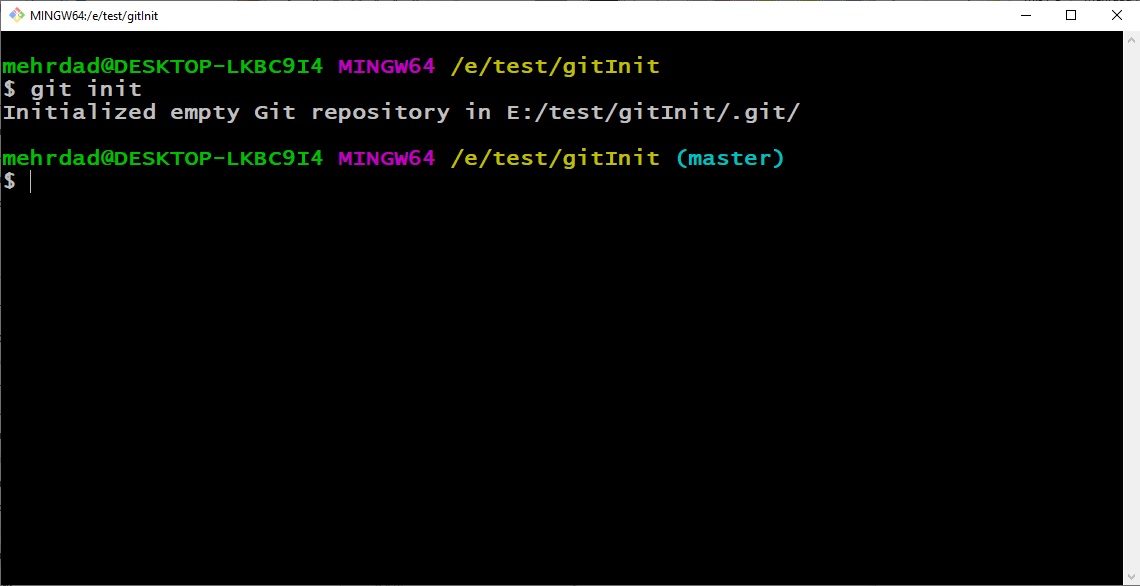 MINGW64:/e/test/gitInit
mehrdad@DESKTOP-LKBC9I4 MINGW64 /e/test/gitInit
$ git init
Initialized empty Git repository in E:/test/gitInit/.git/
mehrdad@DESKTOP-LKBC9I4 MINGW64 /e/test/gitInit (master)
$